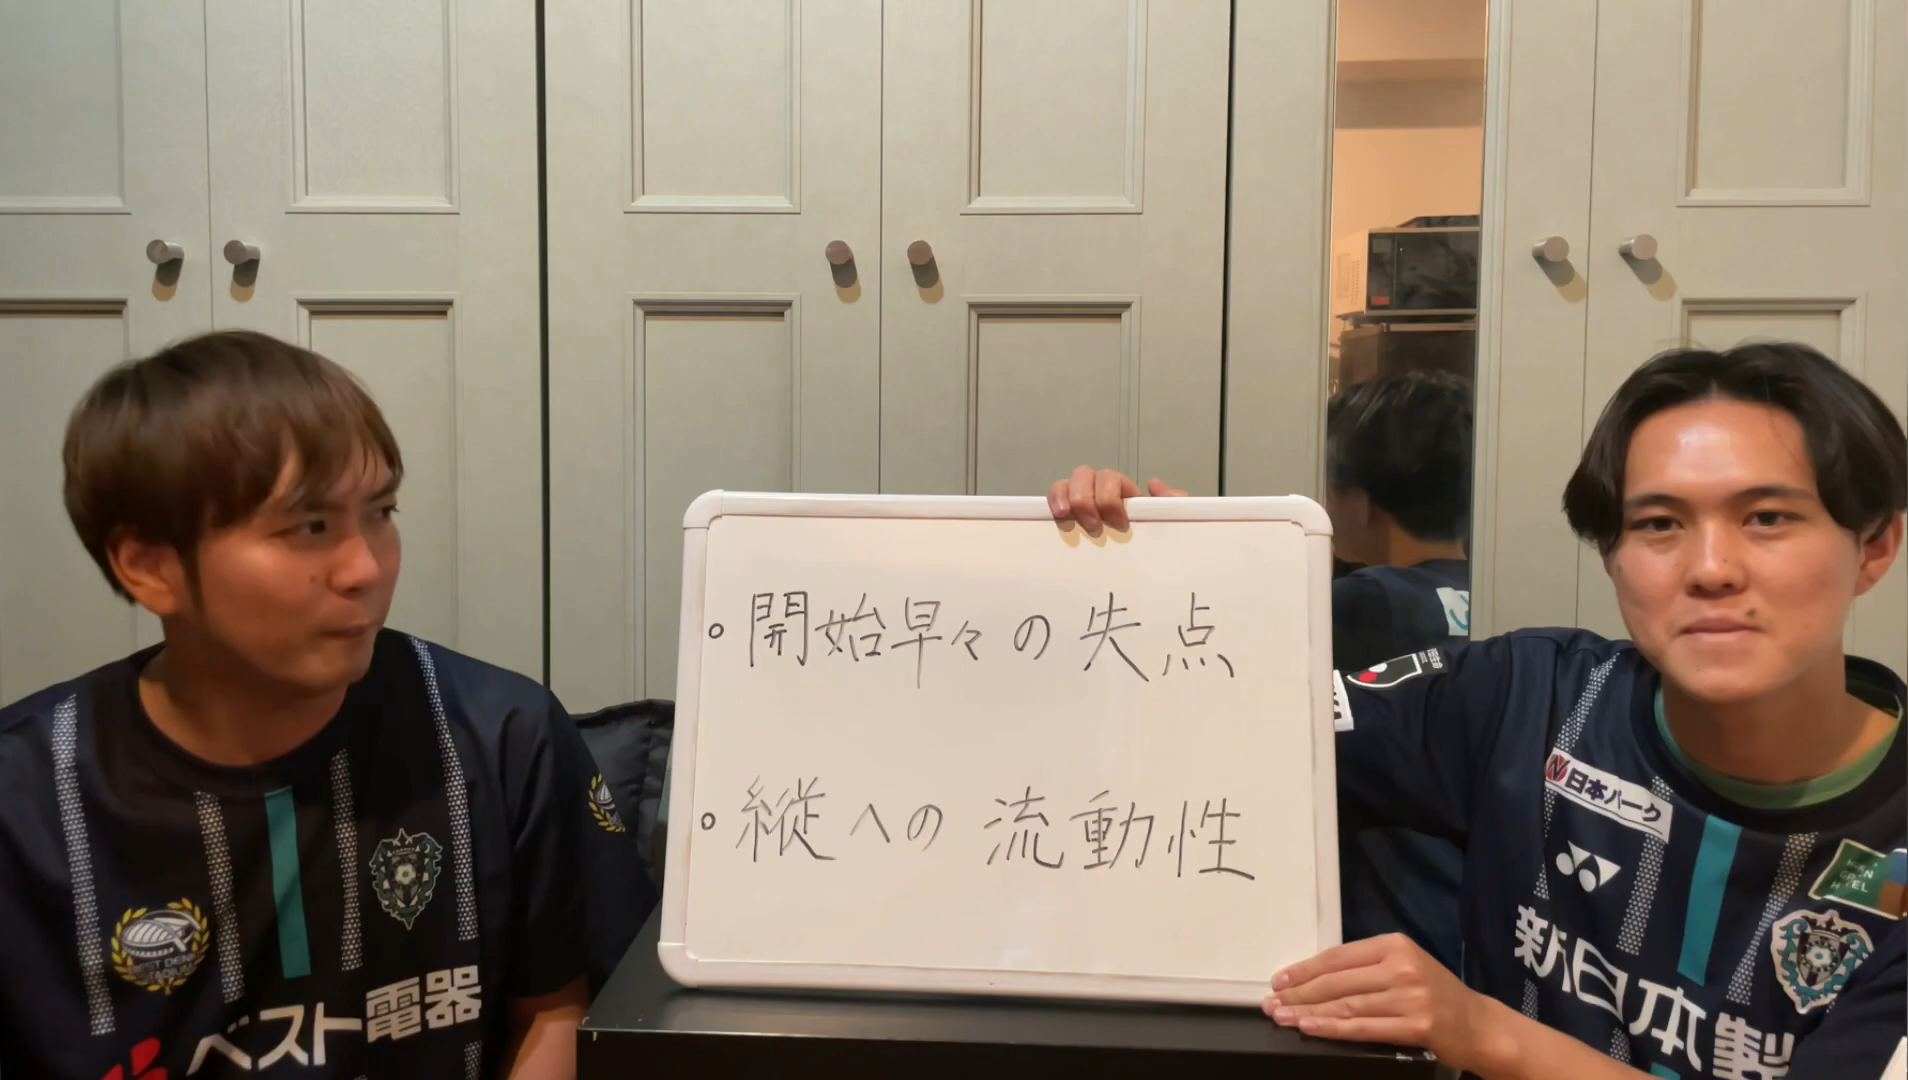 。開始早々の失点
。縦への流動性
ベスト電器
日本パーク
新日本製